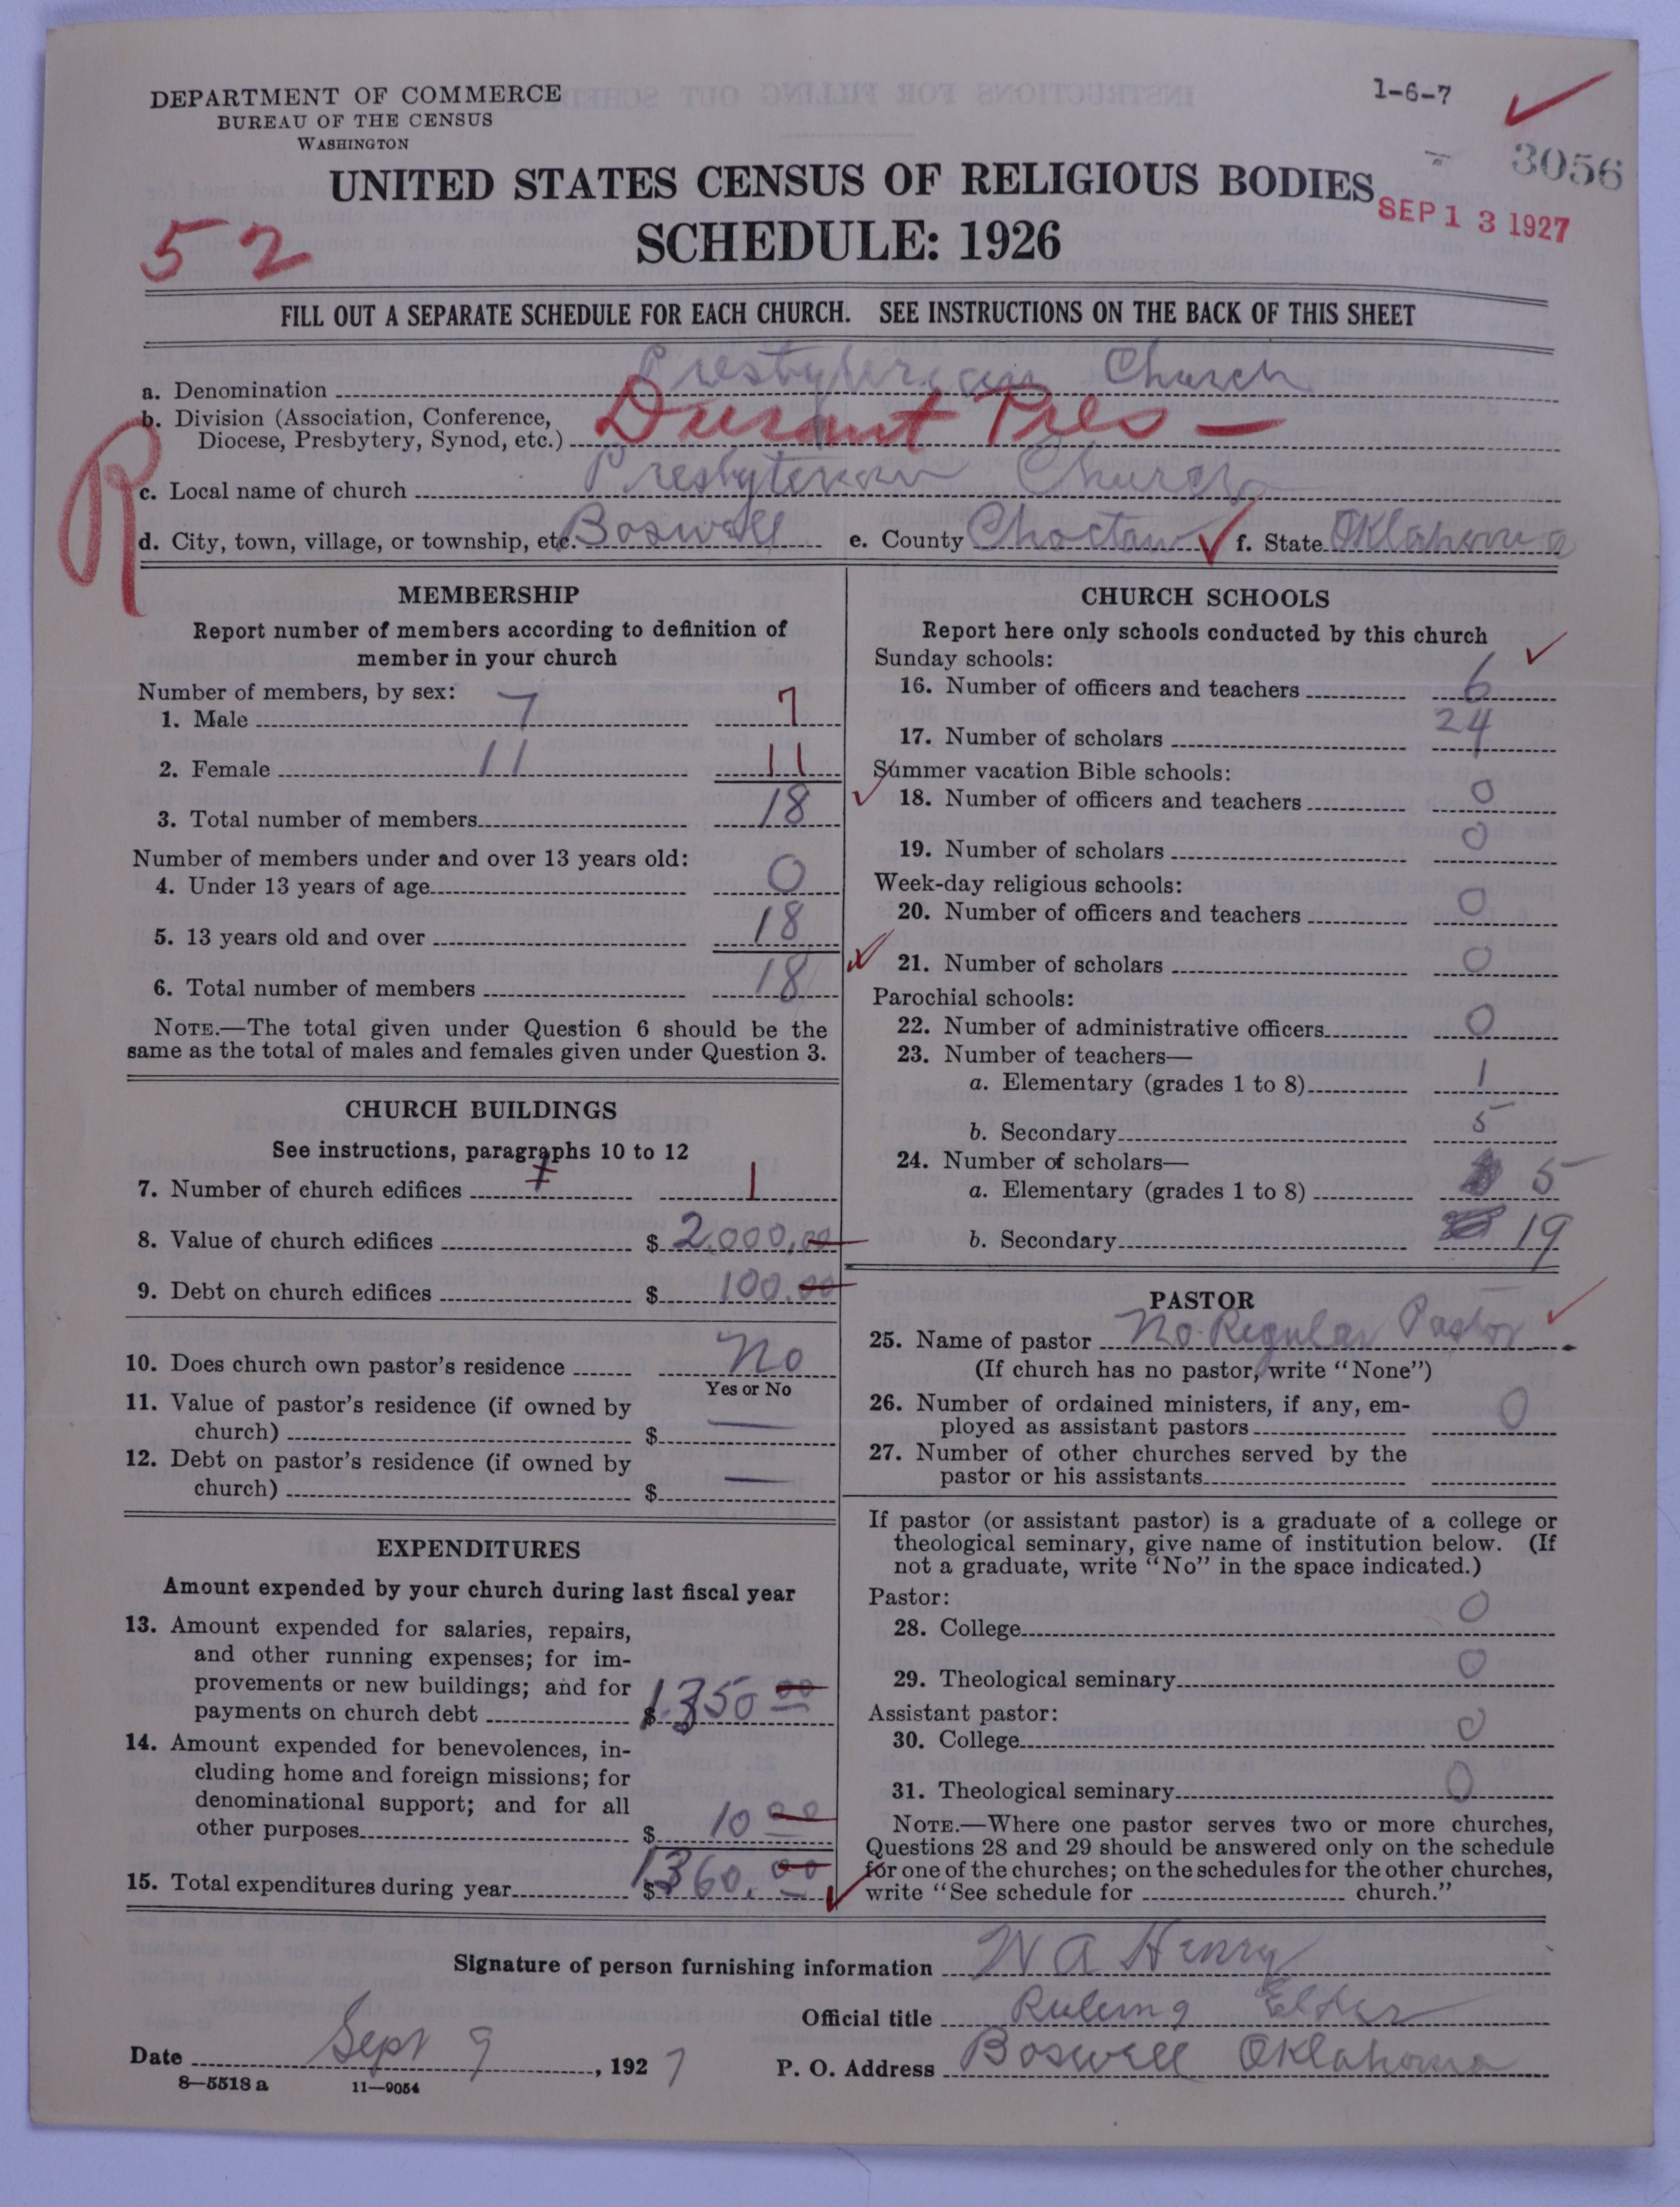 DEPARTMENT OF COMMERCE
BUREAU OF THE CENSUS
WASHINGTON
1-6-7
3056
UNITED STATES CENSUS OF RELIGIOUS BODIES
SEP 13 1927
52
SCHEDULE: 1926
FILL OUT A SEPARATE SCHEDULE FOR EACH CHURCH. SEE INSTRUCTIONS ON THE BACK OF THIS SHEET
a. Denomination Presbyterian Church
b. Division (Association, Conference,
Diocese, Presbytery, Synod, etc.) Durant Pres —
R
c. Local name of church Presbyterian Church
d. City, town, village, or township, etc. Boswell e. County Choctaw f. State Oklahoma
MEMBERSHIP
Report number of members according to definition of
member in your church
Number of members, by sex:
1. Male 7 7
2. Female 11 11
3. Total number of members 18
Number of members under and over 13 years old:
4. Under 13 years of age 0
5. 13 years old and over 18
6. Total number of members 18
NOTE.—The total given under Question 6 should be the
same as the total of males and females given under Question 3.
CHURCH BUILDINGS
See instructions, paragraphs 10 to 12
7. Number of church edifices 1 1
8. Value of church edifices $ 2,000.00
9. Debt on church edifices $ 100.00
10. Does church own pastor's residence No
Yes or No
11. Value of pastor's residence (if owned by
church) $ —
12. Debt on pastor's residence (if owned by
church) $ —
EXPENDITURES
Amount expended by your church during last fiscal year
13. Amount expended for salaries, repairs,
and other running expenses; for im-
provements or new buildings; and for
payments on church debt $ 1350 00
14. Amount expended for benevolences, in-
cluding home and foreign missions; for
denominational support; and for all
other purposes $ 10 00
15. Total expenditures during year $ 1360.00
CHURCH SCHOOLS
Report here only schools conducted by this church
Sunday schools:
16. Number of officers and teachers 6
17. Number of scholars 24
Summer vacation Bible schools:
18. Number of officers and teachers 0
19. Number of scholars 0
Week-day religious schools:
20. Number of officers and teachers 0
21. Number of scholars 0
Parochial schools:
22. Number of administrative officers 0
23. Number of teachers—
a. Elementary (grades 1 to 8) 1
b. Secondary 5
24. Number of scholars—
a. Elementary (grades 1 to 8) 5
b. Secondary 19
PASTOR
25. Name of pastor No Regular Pastor
(If church has no pastor, write "None")
26. Number of ordained ministers, if any, em-
ployed as assistant pastors 0
27. Number of other churches served by the
pastor or his assistants
If pastor (or assistant pastor) is a graduate of a college or
theological seminary, give name of institution below. (If
not a graduate, write "No" in the space indicated.)
Pastor:
28. College 0
29. Theological seminary 0
Assistant pastor:
30. College 0
31. Theological seminary 0
NOTE.—Where one pastor serves two or more churches,
Questions 28 and 29 should be answered only on the schedule
for one of the churches; on the schedules for the other churches,
write "See schedule for church."
Signature of person furnishing information W A Henry
Official title Ruling Elder
Date Sept 9, 1927 P. O. Address Boswell Oklahoma
8—5518 a 11—9054